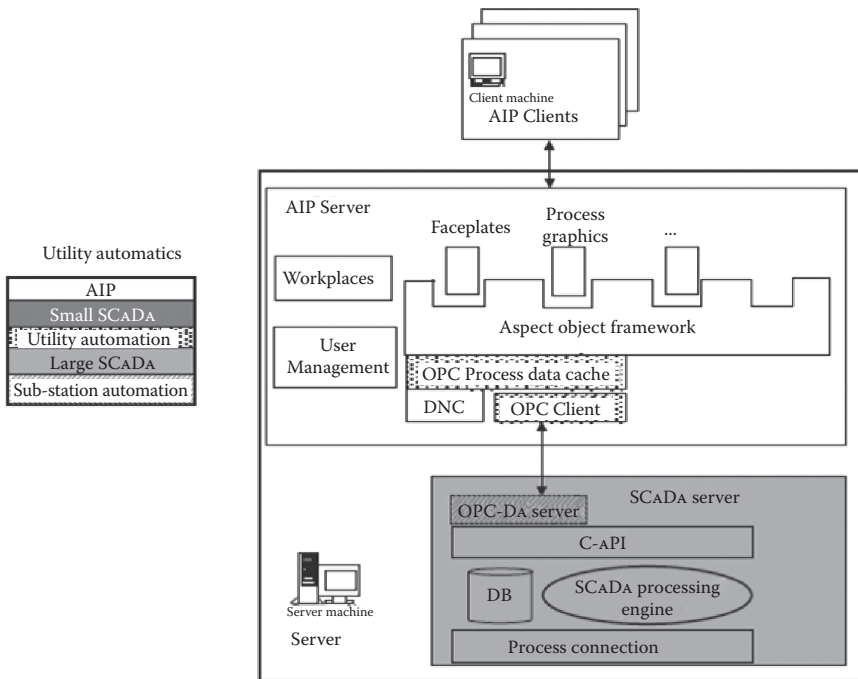 Client machine
AIP Clients
AIP Server
Faceplates
Process
graphics
...
Workplaces
Aspect object framework
User
Management
OPC Process data cache
DNC
OPC Client
Utility automatics
AIP
Small SCADA
Utility automation
Large SCADA
Sub-station automation
SCADA server
OPC-DA server
C-API
DB
SCADA processing
engine
Process connection
Server machine
Server